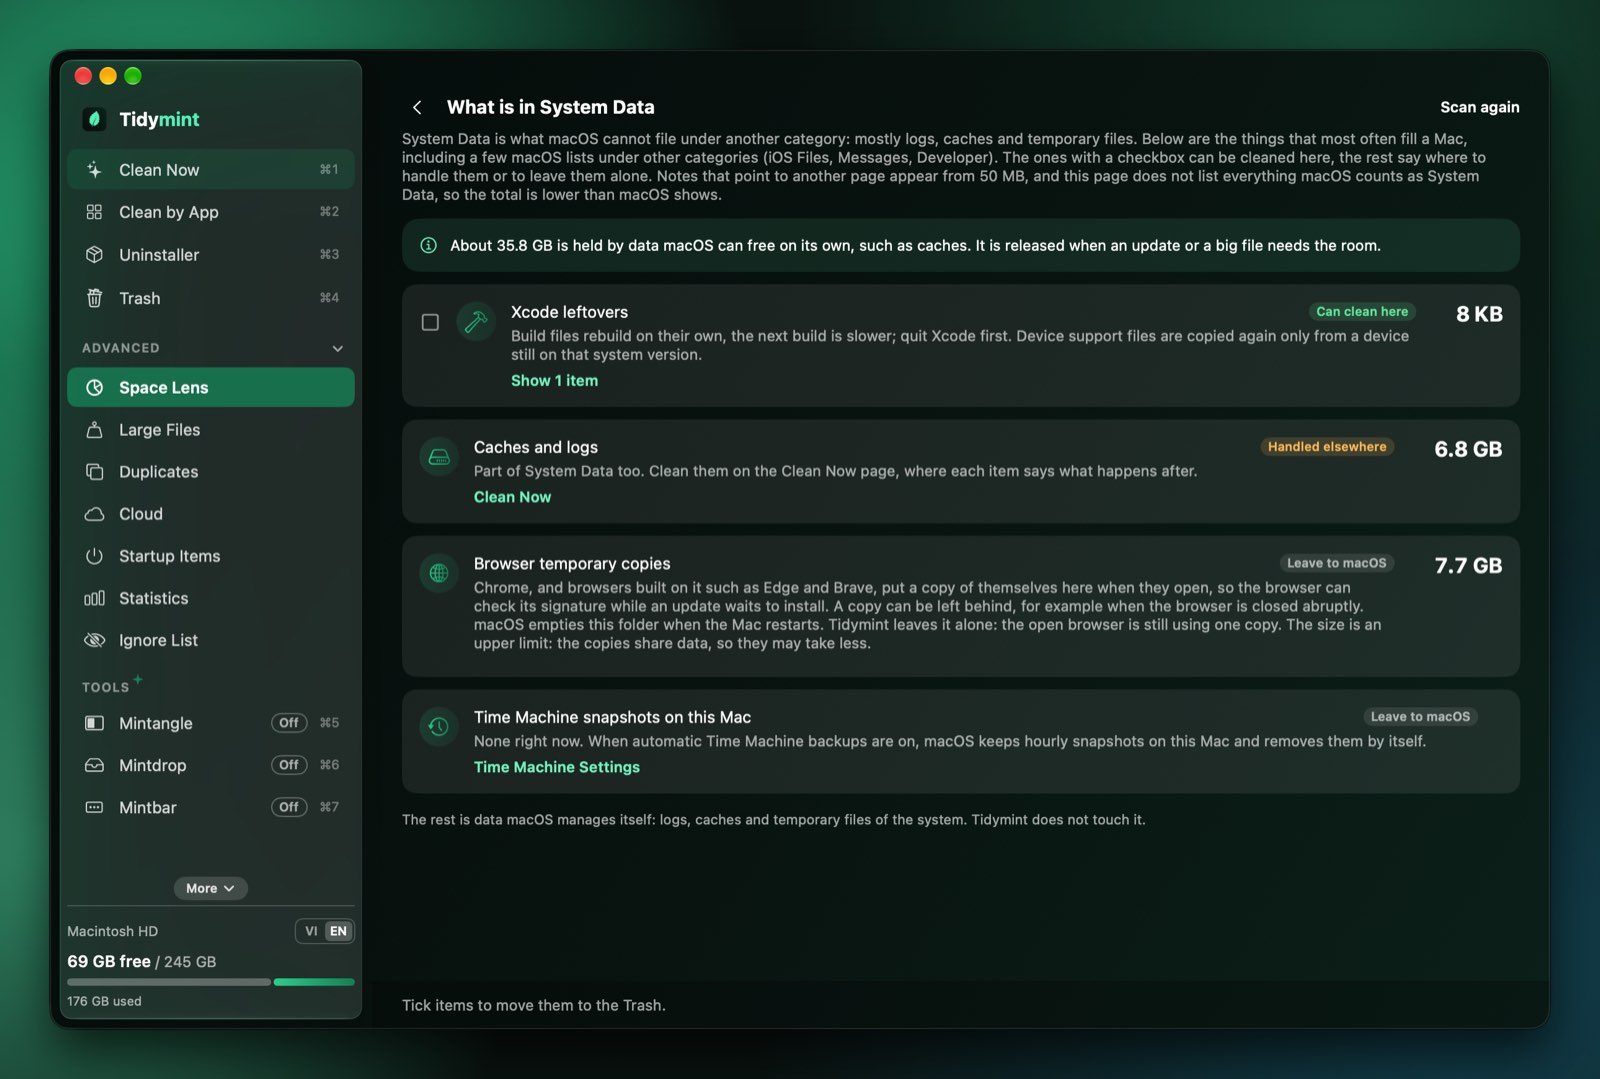 Tidymint
Clean Now ⌘1
Clean by App ⌘2
Uninstaller ⌘3
Trash ⌘4
ADVANCED
Space Lens
Large Files
Duplicates
Cloud
Startup Items
Statistics
Ignore List
TOOLS
Mintangle Off ⌘5
Mintdrop Off ⌘6
Mintbar Off ⌘7
More
Macintosh HD VI EN
69 GB free / 245 GB
176 GB used
What is in System Data
Scan again
System Data is what macOS cannot file under another category: mostly logs, caches and temporary files. Below are the things that most often fill a Mac,
including a few macOS lists under other categories (iOS Files, Messages, Developer). The ones with a checkbox can be cleaned here, the rest say where to
handle them or to leave them alone. Notes that point to another page appear from 50 MB, and this page does not list everything macOS counts as System
Data, so the total is lower than macOS shows.
About 35.8 GB is held by data macOS can free on its own, such as caches. It is released when an update or a big file needs the room.
Xcode leftovers Can clean here 8 KB
Build files rebuild on their own, the next build is slower; quit Xcode first. Device support files are copied again only from a device
still on that system version.
Show 1 item
Caches and logs Handled elsewhere 6.8 GB
Part of System Data too. Clean them on the Clean Now page, where each item says what happens after.
Clean Now
Browser temporary copies Leave to macOS 7.7 GB
Chrome, and browsers built on it such as Edge and Brave, put a copy of themselves here when they open, so the browser can
check its signature while an update waits to install. A copy can be left behind, for example when the browser is closed abruptly.
macOS empties this folder when the Mac restarts. Tidymint leaves it alone: the open browser is still using one copy. The size is an
upper limit: the copies share data, so they may take less.
Time Machine snapshots on this Mac Leave to macOS
None right now. When automatic Time Machine backups are on, macOS keeps hourly snapshots on this Mac and removes them by itself.
Time Machine Settings
The rest is data macOS manages itself: logs, caches and temporary files of the system. Tidymint does not touch it.
Tick items to move them to the Trash.